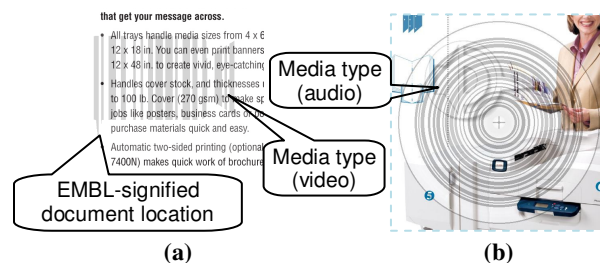 that get your message across.
• All trays handle media sizes from 4 x 6
12 x 18 in. You can even print banners
12 x 48 in. to create vivid, eye-catching
• Handles cover stock, and thicknesses
to 100 lb. Cover (270 gsm) to make sp
jobs like posters, business cards or po
purchase materials quick and easy.
Automatic two-sided printing (optional
7400N) makes quick work of brochure
EMBL-signified
document location
Media type
(video)
(a)
Media type
(audio)
5
(b)